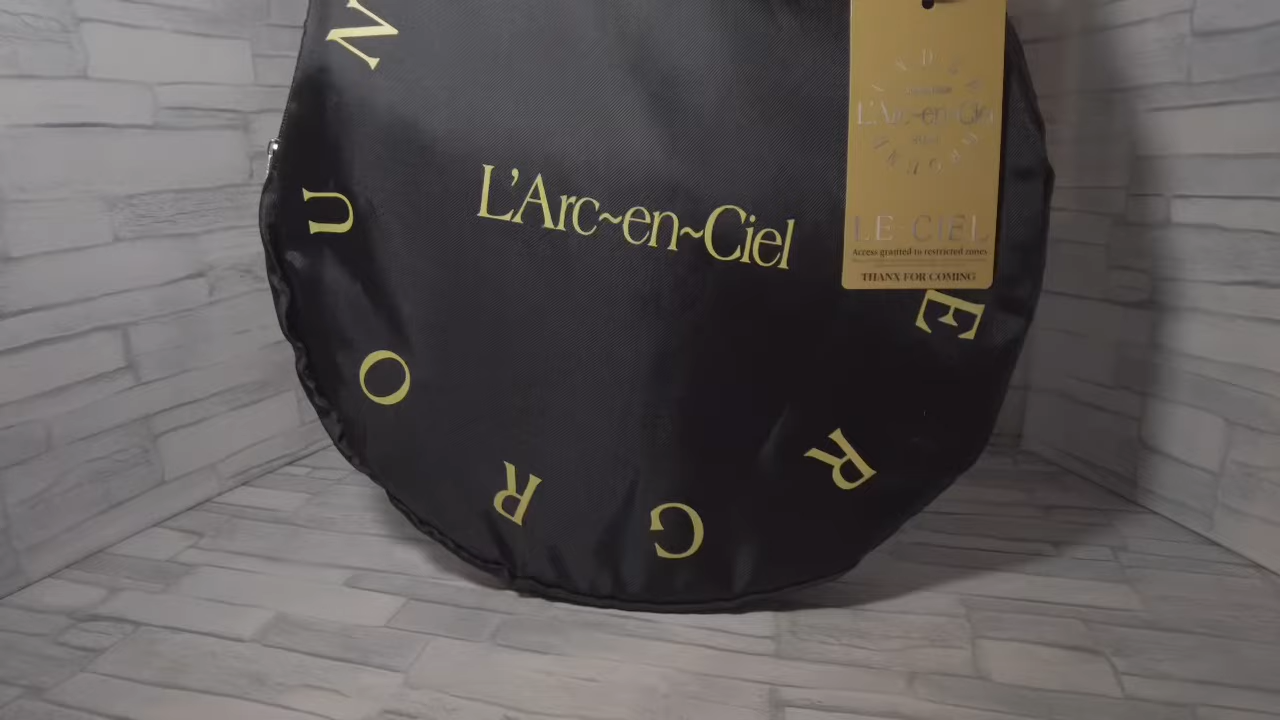 L'Arc~en~Ciel
E R G R O U N
L'Arc~en~Ciel
LE CIEL
Access granted to restricted zones
THANX FOR COMING